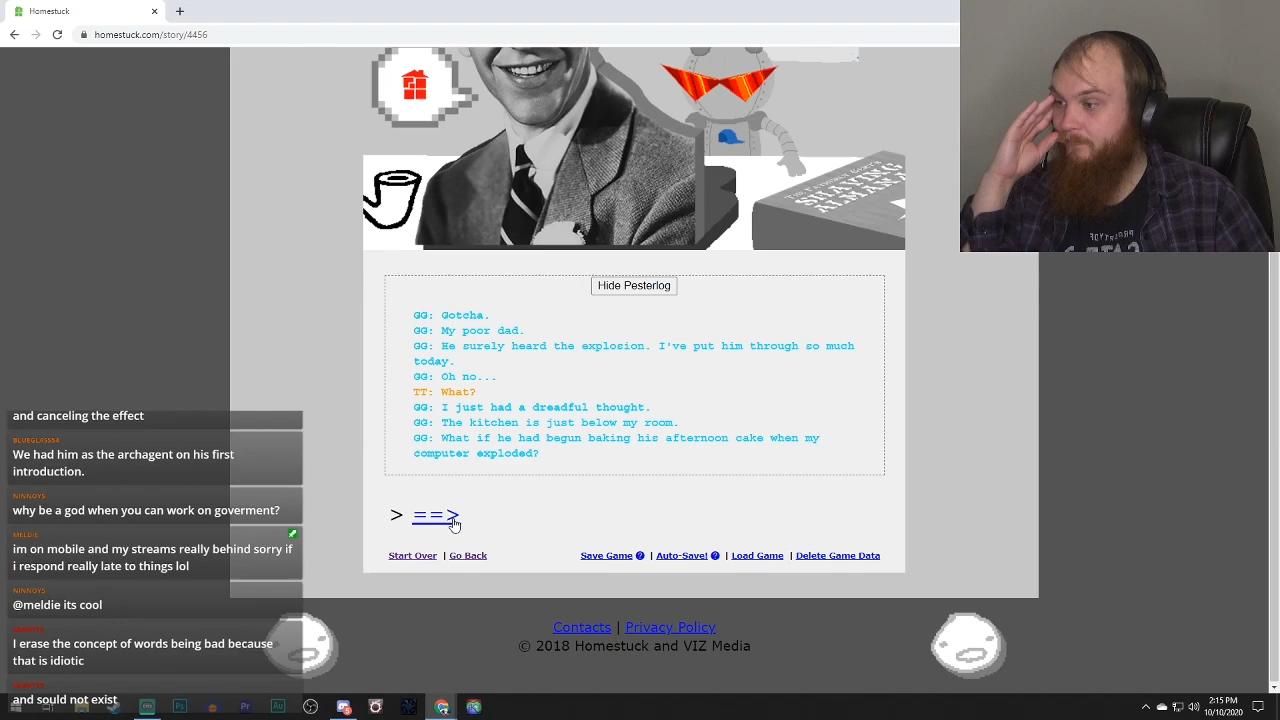 Homestuck
homestuck.com/story/4456
SHAVING
ALMANAC
Hide Pesterlog
GG: Gotcha.
GG: My poor dad.
GG: He surely heard the explosion. I've put him through so much
today.
GG: Oh no...
TT: What?
GG: I just had a dreadful thought.
GG: The kitchen is just below my room.
GG: What if he had begun baking his afternoon cake when my
computer exploded?
> ==>
Start Over | Go Back
Save Game ? | Auto-Save! ? | Load Game | Delete Game Data
Contacts | Privacy Policy
© 2018 Homestuck and VIZ Media
and canceling the effect
BLUEGLASS54
We had him as the archagent on his first
introduction.
NINNOYS
why be a god when you can work on goverment?
MELDIE
im on mobile and my streams really behind sorry if
i respond really late to things lol
NINNOYS
@meldie its cool
I erase the concept of words being bad because
that is idiotic
and sould not exist
2:15 PM
10/10/2020